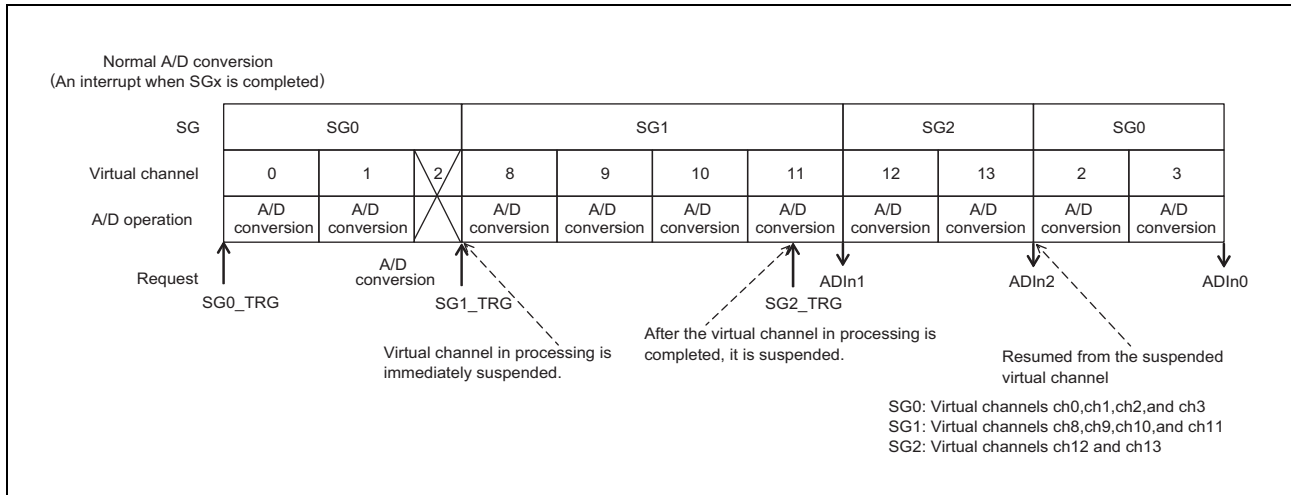 Normal A/D conversion
(An interrupt when SGx is completed)
SG SG0 SG1 SG2 SG0
Virtual channel 0 1 2 8 9 10 11 12 13 2 3
A/D operation A/D conversion A/D conversion A/D conversion A/D conversion A/D conversion A/D conversion A/D conversion A/D conversion A/D conversion A/D conversion
Request
SG0_TRG
A/D
conversion
SG1_TRG
SG2_TRG
ADIn1
ADIn2
ADIn0
Virtual channel in processing is
immediately suspended.
After the virtual channel in processing is
completed, it is suspended.
Resumed from the suspended
virtual channel
SG0: Virtual channels ch0,ch1,ch2,and ch3
SG1: Virtual channels ch8,ch9,ch10,and ch11
SG2: Virtual channels ch12 and ch13